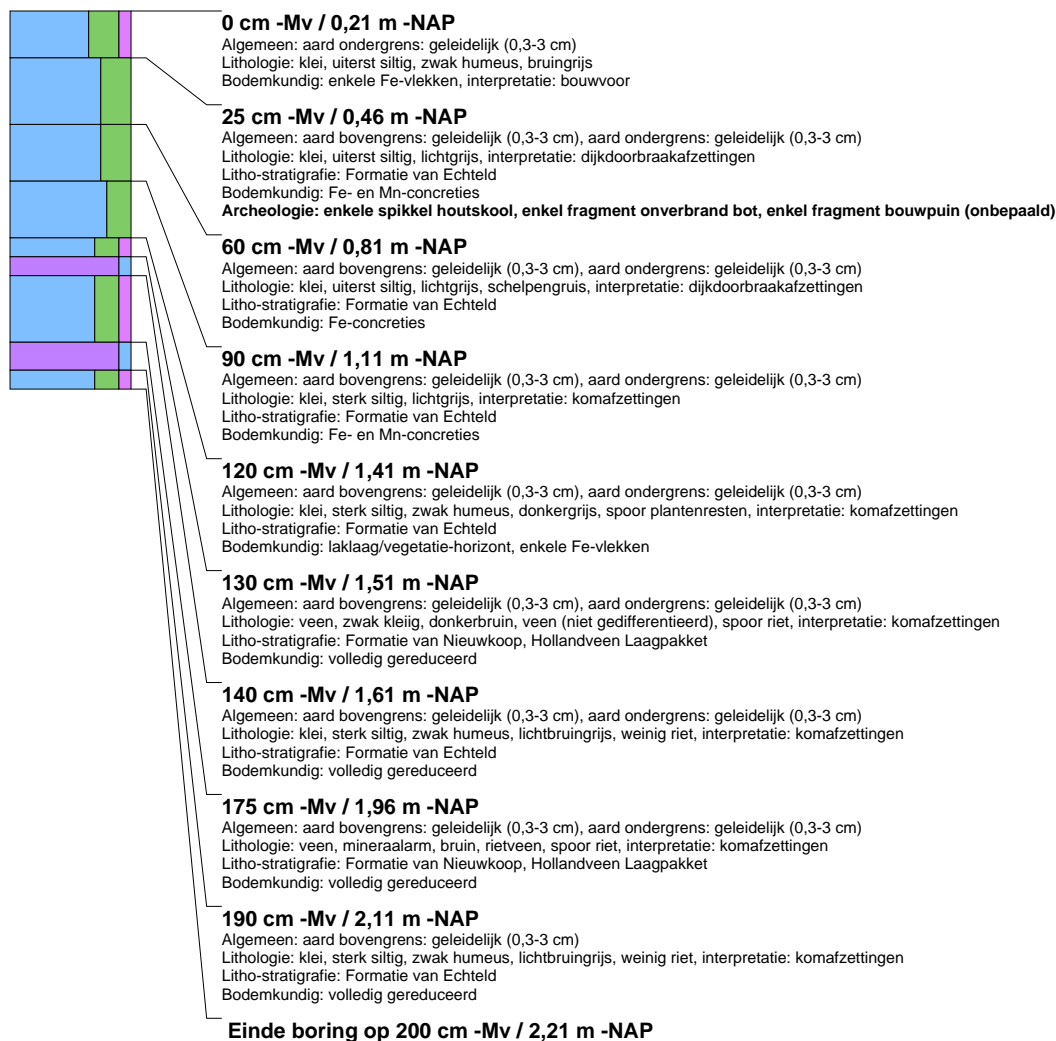 0 cm -Mv / 0,21 m -NAP
Algemeen: aard ondergrens: geleidelijk (0,3-3 cm)
Lithologie: klei, uiterst siltig, zwak humeus, bruingrijs
Bodemkundig: enkele Fe-vlekken, interpretatie: bouwvoor
25 cm -Mv / 0,46 m -NAP
Algemeen: aard bovengrens: geleidelijk (0,3-3 cm), aard ondergrens: geleidelijk (0,3-3 cm)
Lithologie: klei, uiterst siltig, lichtgrijs, interpretatie: dijkdoorbraakafzettingen
Litho-stratigrafie: Formatie van Echteld
Bodemkundig: Fe- en Mn-concreties
Archeologie: enkele spikkel houtskool, enkel fragment onverbrand bot, enkel fragment bouwpuin (onbepaald)
60 cm -Mv / 0,81 m -NAP
Algemeen: aard bovengrens: geleidelijk (0,3-3 cm), aard ondergrens: geleidelijk (0,3-3 cm)
Lithologie: klei, uiterst siltig, lichtgrijs, schelpengruis, interpretatie: dijkdoorbraakafzettingen
Litho-stratigrafie: Formatie van Echteld
Bodemkundig: Fe-concreties
90 cm -Mv / 1,11 m -NAP
Algemeen: aard bovengrens: geleidelijk (0,3-3 cm), aard ondergrens: geleidelijk (0,3-3 cm)
Lithologie: klei, sterk siltig, lichtgrijs, interpretatie: komafzettingen
Litho-stratigrafie: Formatie van Echteld
Bodemkundig: Fe- en Mn-concreties
120 cm -Mv / 1,41 m -NAP
Algemeen: aard bovengrens: geleidelijk (0,3-3 cm), aard ondergrens: geleidelijk (0,3-3 cm)
Lithologie: klei, sterk siltig, zwak humeus, donkergrijs, spoor plantenresten, interpretatie: komafzettingen
Litho-stratigrafie: Formatie van Echteld
Bodemkundig: laklaag/vegetatie-horizont, enkele Fe-vlekken
130 cm -Mv / 1,51 m -NAP
Algemeen: aard bovengrens: geleidelijk (0,3-3 cm), aard ondergrens: geleidelijk (0,3-3 cm)
Lithologie: veen, zwak kleiig, donkerbruin, veen (niet gedifferentieerd), spoor riet, interpretatie: komafzettingen
Litho-stratigrafie: Formatie van Nieuwkoop, Hollandveen Laagpakket
Bodemkundig: volledig gereduceerd
140 cm -Mv / 1,61 m -NAP
Algemeen: aard bovengrens: geleidelijk (0,3-3 cm), aard ondergrens: geleidelijk (0,3-3 cm)
Lithologie: klei, sterk siltig, zwak humeus, lichtbruingrijs, weinig riet, interpretatie: komafzettingen
Litho-stratigrafie: Formatie van Echteld
Bodemkundig: volledig gereduceerd
175 cm -Mv / 1,96 m -NAP
Algemeen: aard bovengrens: geleidelijk (0,3-3 cm), aard ondergrens: geleidelijk (0,3-3 cm)
Lithologie: veen, mineraalarm, bruin, rietveen, spoor riet, interpretatie: komafzettingen
Litho-stratigrafie: Formatie van Nieuwkoop, Hollandveen Laagpakket
Bodemkundig: volledig gereduceerd
190 cm -Mv / 2,11 m -NAP
Algemeen: aard bovengrens: geleidelijk (0,3-3 cm)
Lithologie: klei, sterk siltig, zwak humeus, lichtbruingrijs, weinig riet, interpretatie: komafzettingen
Litho-stratigrafie: Formatie van Echteld
Bodemkundig: volledig gereduceerd
Einde boring op 200 cm -Mv / 2,21 m -NAP